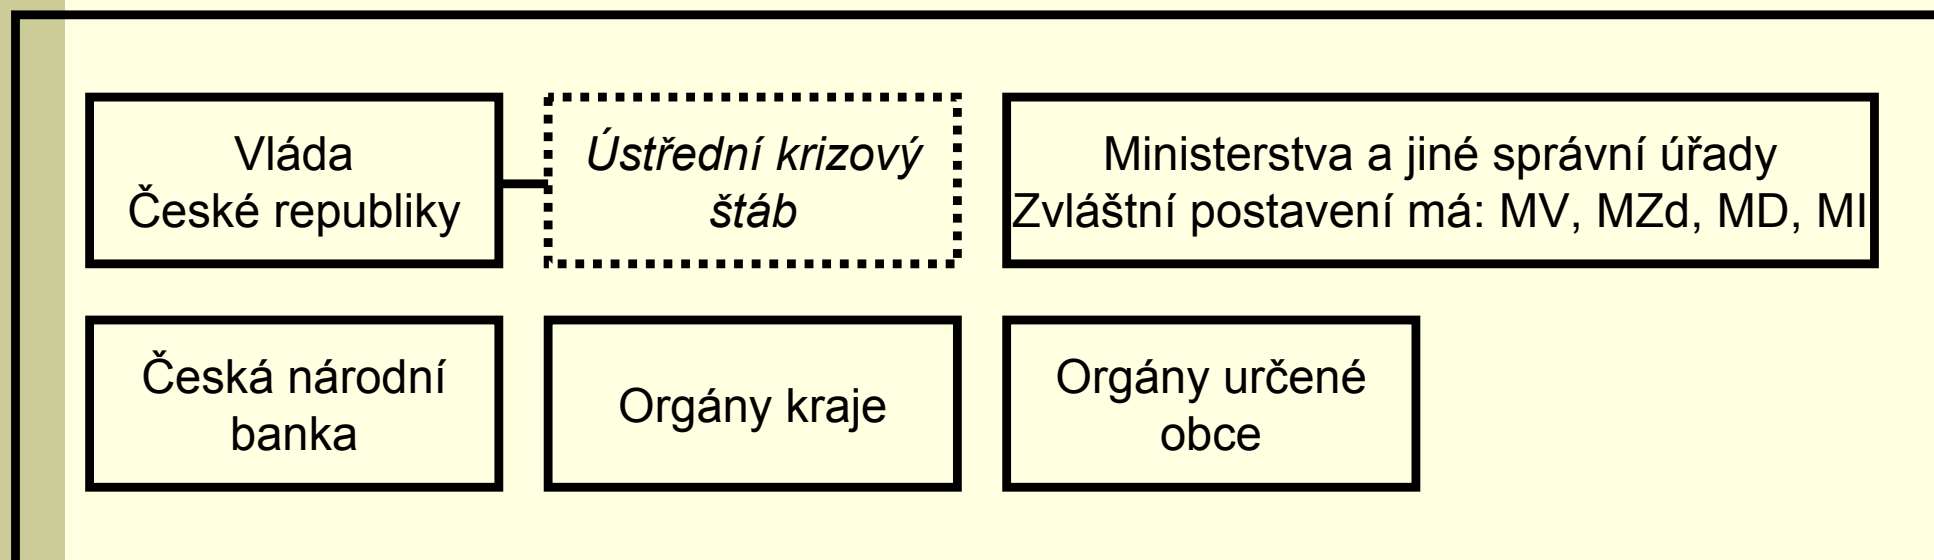 Vláda
České republiky
Ústřední krizový
štáb
Ministerstva a jiné správní úřady
Zvláštní postavení má: MV, MZd, MD, MI
Česká národní
banka
Orgány kraje
Orgány určené
obce